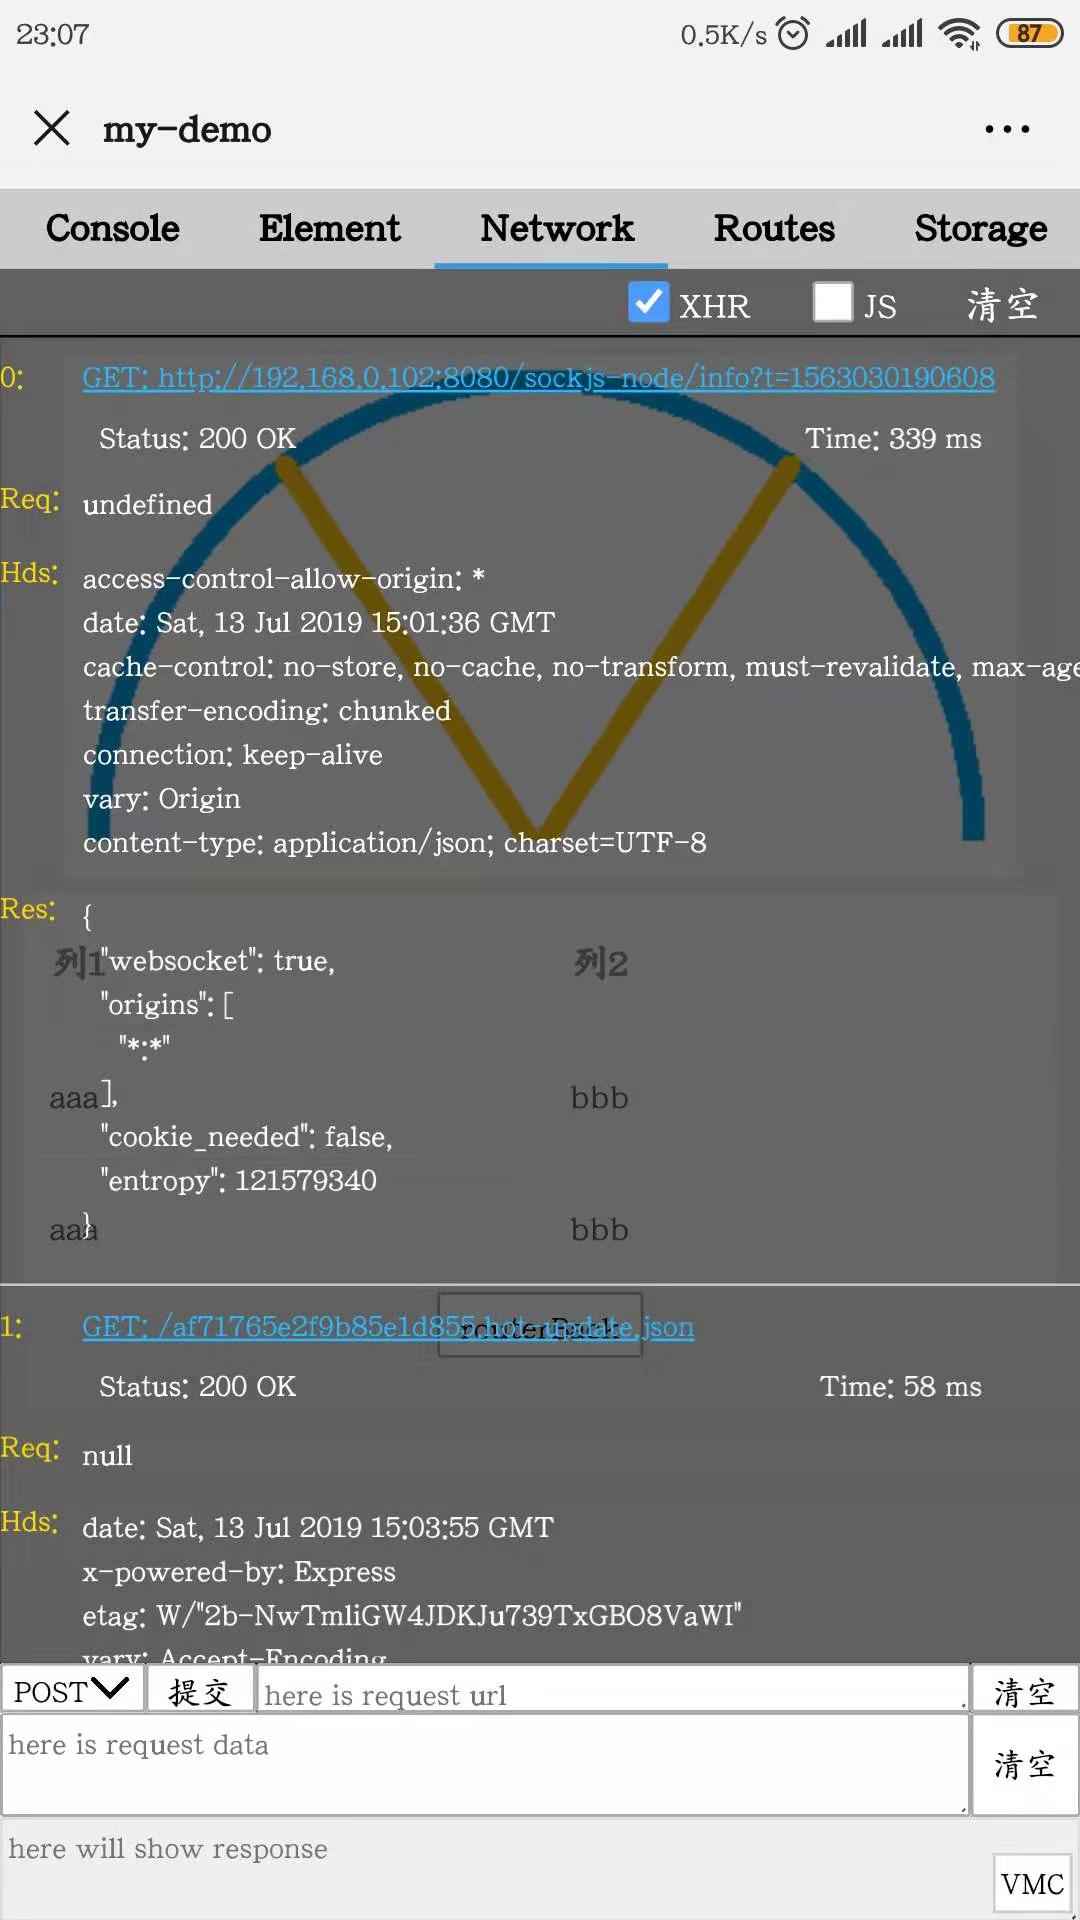 23:07 0.5K/s 87
my-demo
Console Element Network Routes Storage
XHR JS 清空
0: GET: http://192.168.0.102:8080/sockjs-node/info?t=1563030190608
Status: 200 OK Time: 339 ms
Req: undefined
Hds: access-control-allow-origin: *
date: Sat, 13 Jul 2019 15:01:36 GMT
cache-control: no-store, no-cache, no-transform, must-revalidate, max-age
transfer-encoding: chunked
connection: keep-alive
vary: Origin
content-type: application/json; charset=UTF-8
Res: {
列1 "websocket": true, 列2
"origins": [
"*:*"
aaa ], bbb
"cookie_needed": false,
"entropy": 121579340
aaa } bbb
1: GET: /af71765e2f9b85e1d855.hot-update.json
routerBack
Status: 200 OK Time: 58 ms
Req: null
Hds: date: Sat, 13 Jul 2019 15:03:55 GMT
x-powered-by: Express
etag: W/"2b-NwTmliGW4JDKJu739TxGBO8VaWI"
vary: Accept-Encoding
POST 提交 here is request url 清空
here is request data 清空
here will show response
VMC